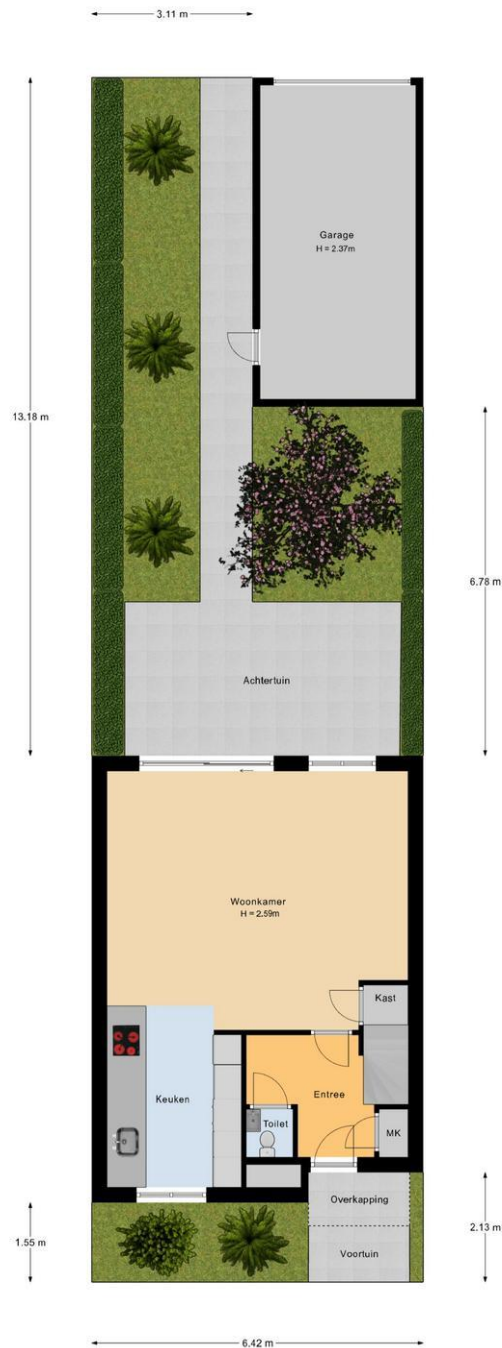 3.11 m
Garage
H = 2.37m
13.18 m
6.78 m
Achtertuin
Woonkamer
H = 2.59m
Kast
Keuken
Entree
Toilet
MK
Overkapping
2.13 m
1.55 m
Voortuin
6.42 m